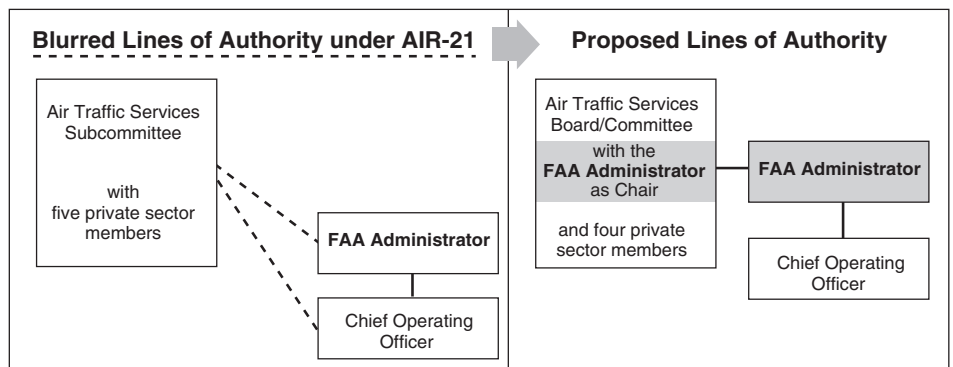 Blurred Lines of Authority under AIR-21
Air Traffic Services
Subcommittee
with
five private sector
members
FAA Administrator
Chief Operating
Officer
Proposed Lines of Authority
Air Traffic Services
Board/Committee
with the
FAA Administrator
as Chair
and four private
sector members
FAA Administrator
Chief Operating
Officer